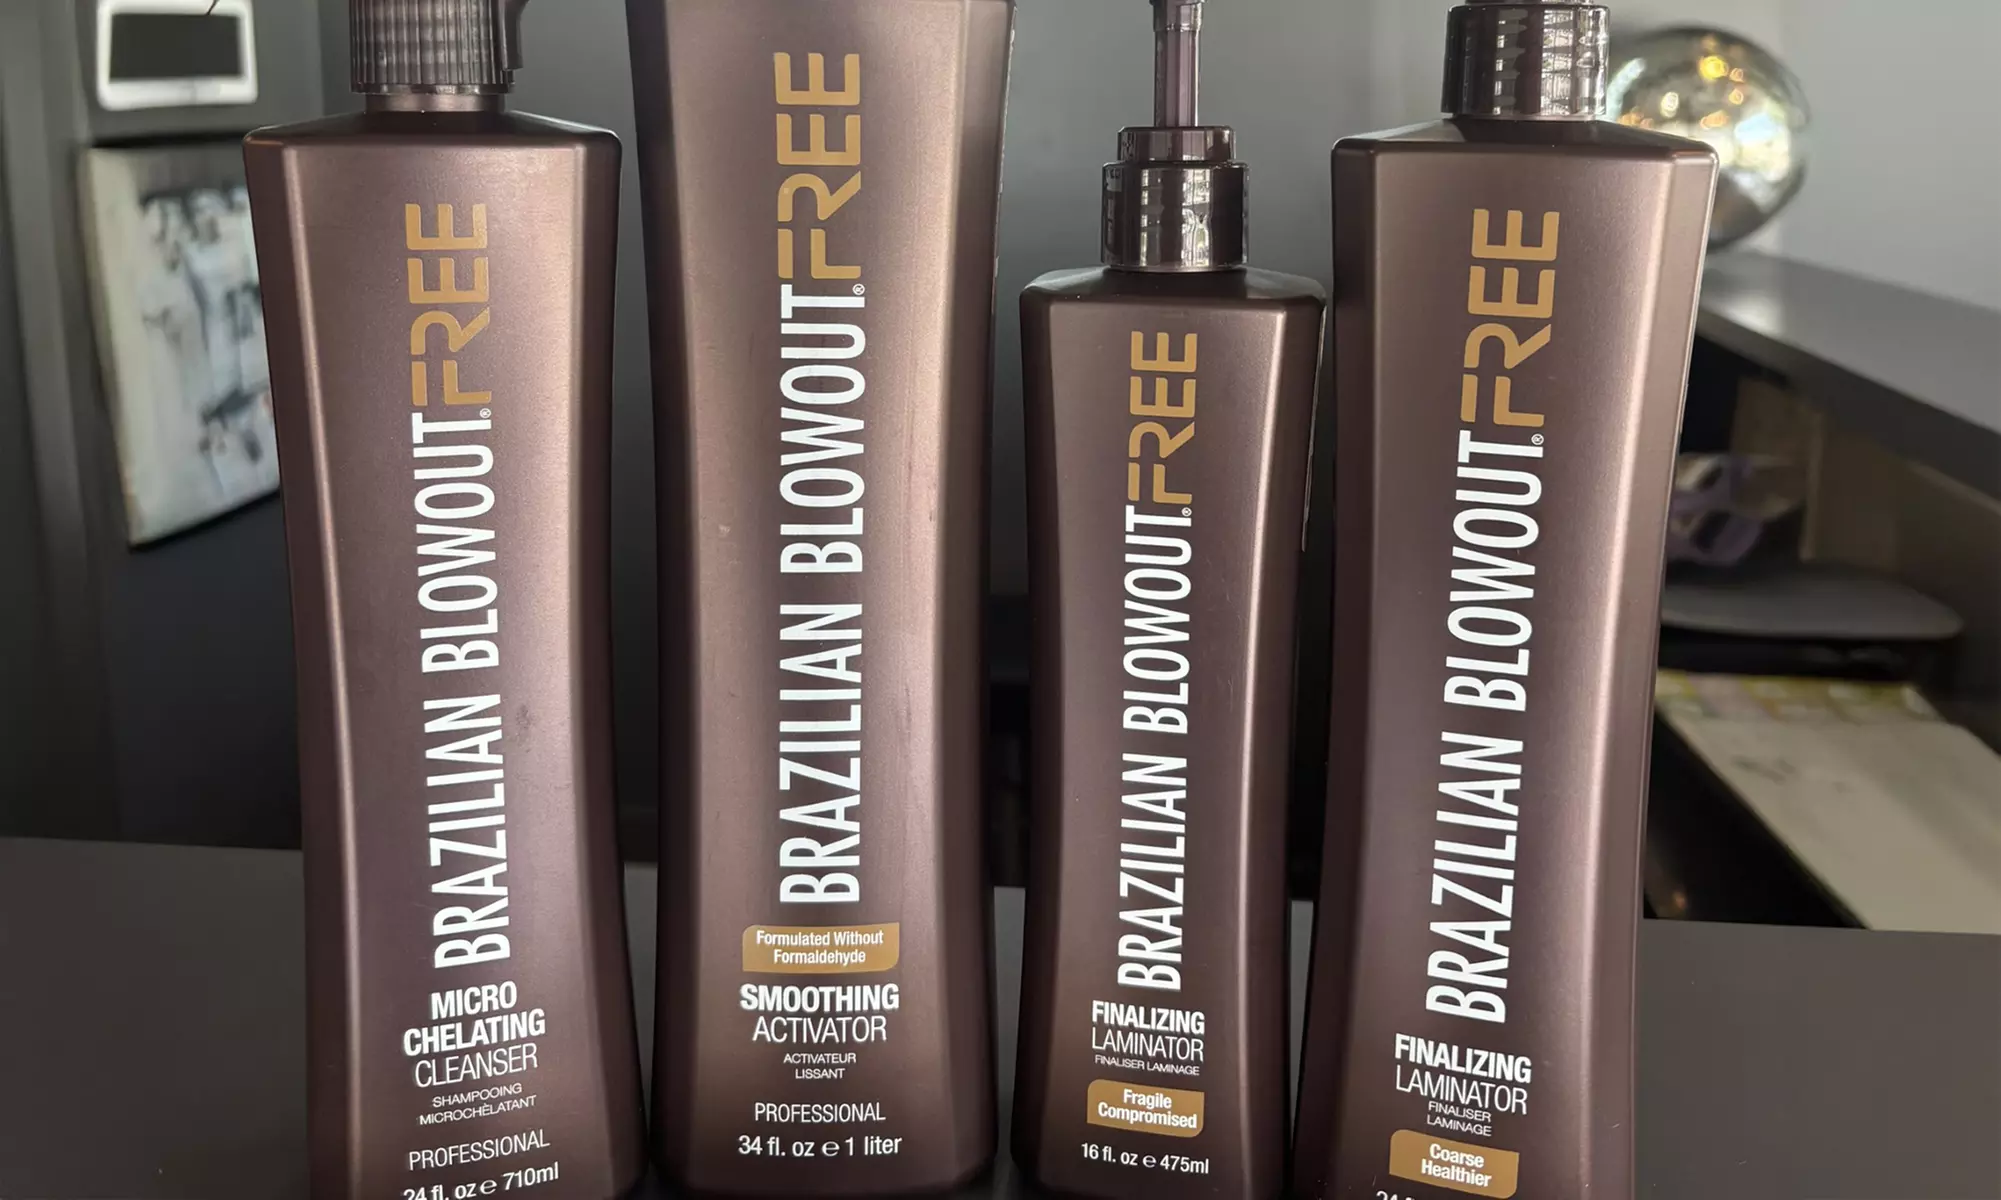 BRAZILIAN BLOWOUT® FREE
MICRO
CHELATING
CLEANSER
SHAMPOOING
MICROCHÈLATANT
PROFESSIONAL
24 fl. oz e 710ml
BRAZILIAN BLOWOUT® FREE
Formulated Without
Formaldehyde
SMOOTHING
ACTIVATOR
ACTIVATEUR
LISSANT
PROFESSIONAL
34 fl. oz e 1 liter
BRAZILIAN BLOWOUT® FREE
FINALIZING
LAMINATOR
FINALISER LAMINAGE
Fragile
Compromised
16 fl. oz e 475ml
BRAZILIAN BLOWOUT® FREE
FINALIZING
LAMINATOR
FINALISER
LAMINAGE
Coarse
Healthier